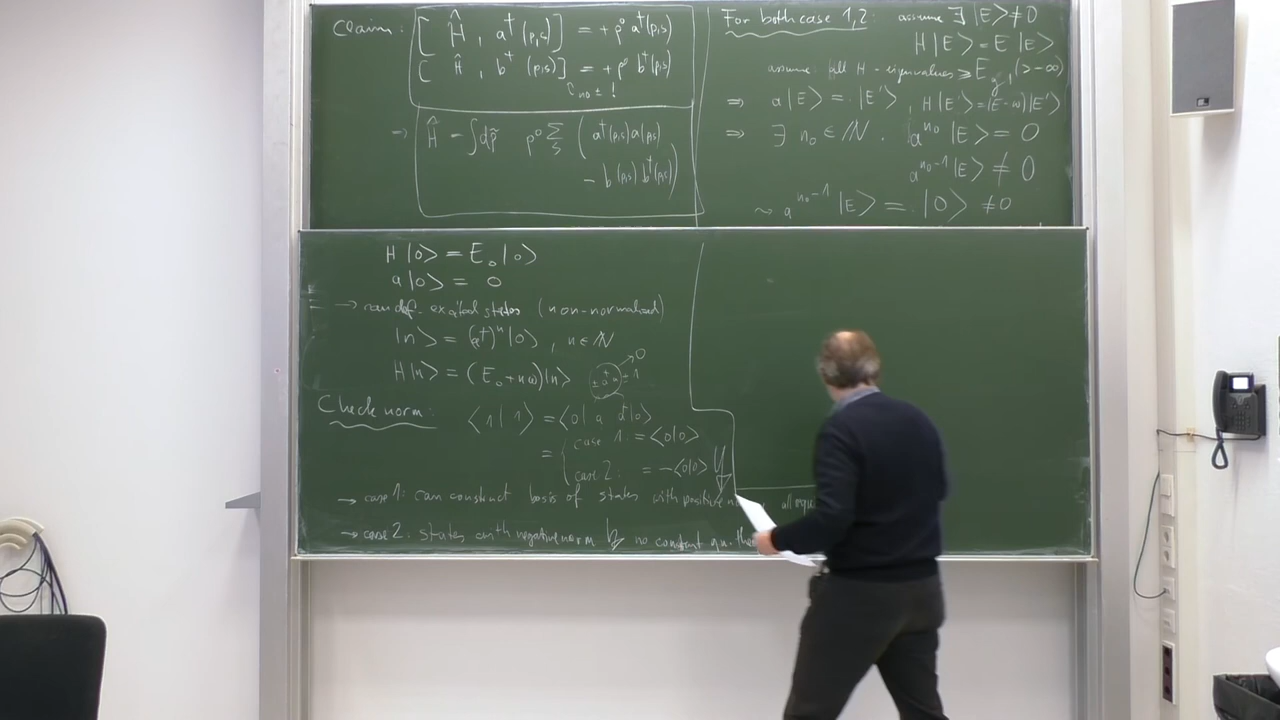 Claim: [ Ĥ , a†(p,s) ] = + p⁰ a†(p,s)
[ Ĥ , b†(p,s) ] = + p⁰ b†(p,s)
no ± !
⇒ Ĥ = ∫dp̃ p⁰ Σ_s ( a†(p,s)a(p,s)
- b(p,s) b†(p,s) )
For both case 1,2: assume ∃ |E> ≠ 0
H|E> = E |E>
assume: all H-eigenvalues ≥ E (>-∞)
⇒ a|E> = |E'> , H|E'> = (E-ω)|E'>
⇒ ∃ n₀ ∈ ℕ . a^{n₀} |E> = 0
a^{n₀-1} |E> ≠ 0
a^{n₀-1} |E> = |0> ≠ 0
H|0> = E₀|0>
a|0> = 0
→ can def. excited states (non-normalized)
|n> = (a†)ⁿ|0> , n ∈ ℕ
H|n> = (E₀+nω)|n>
Check norm: <1|1> = <0| a a†|0>
= { case 1: = <0|0>
case 2: = -<0|0>
→ case 1: can construct basis of states with positive
→ case 2: states with negative norm no